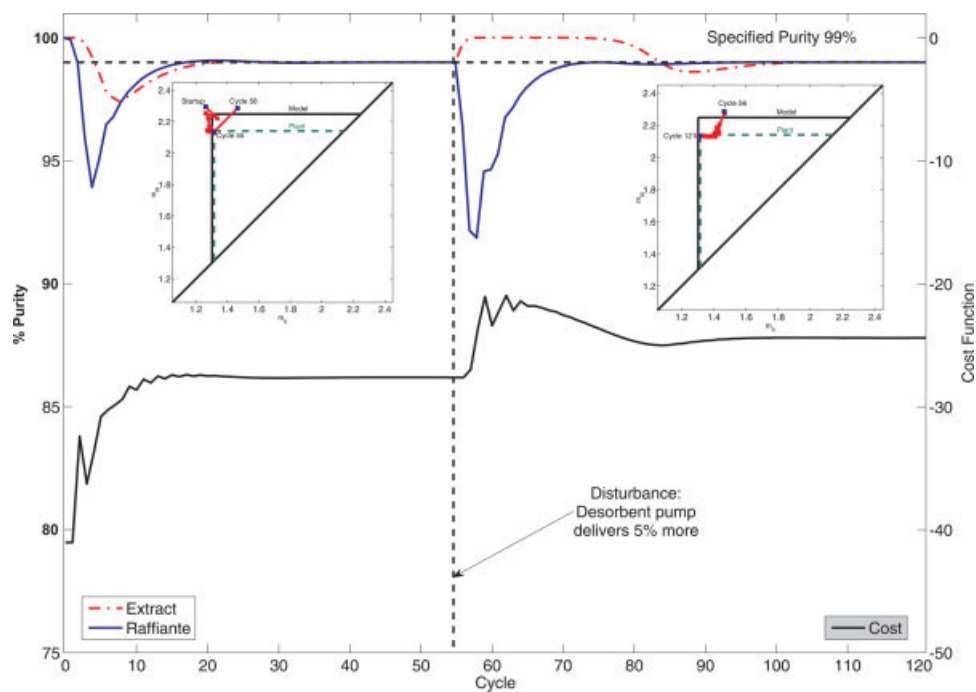 Specified Purity 99%
100
95
90
85
80
75
% Purity
0
-10
-20
-30
-40
-50
Cost Function
Startup
Cycle 56
Model
Plant
2.4
2.2
2
1.8
1.6
1.4
1.2
1.2 1.4 1.6 1.8 2 2.2 2.4
Cycle 56
Model
Plant
2.4
2.2
2
1.8
1.6
1.4
1.2
1.2 1.4 1.6 1.8 2 2.2 2.4
Disturbance:
Desorbent pump
delivers 5% more
Extract
Raffiante
Cost
0 10 20 30 40 50 60 70 80 90 100 110 120
Cycle